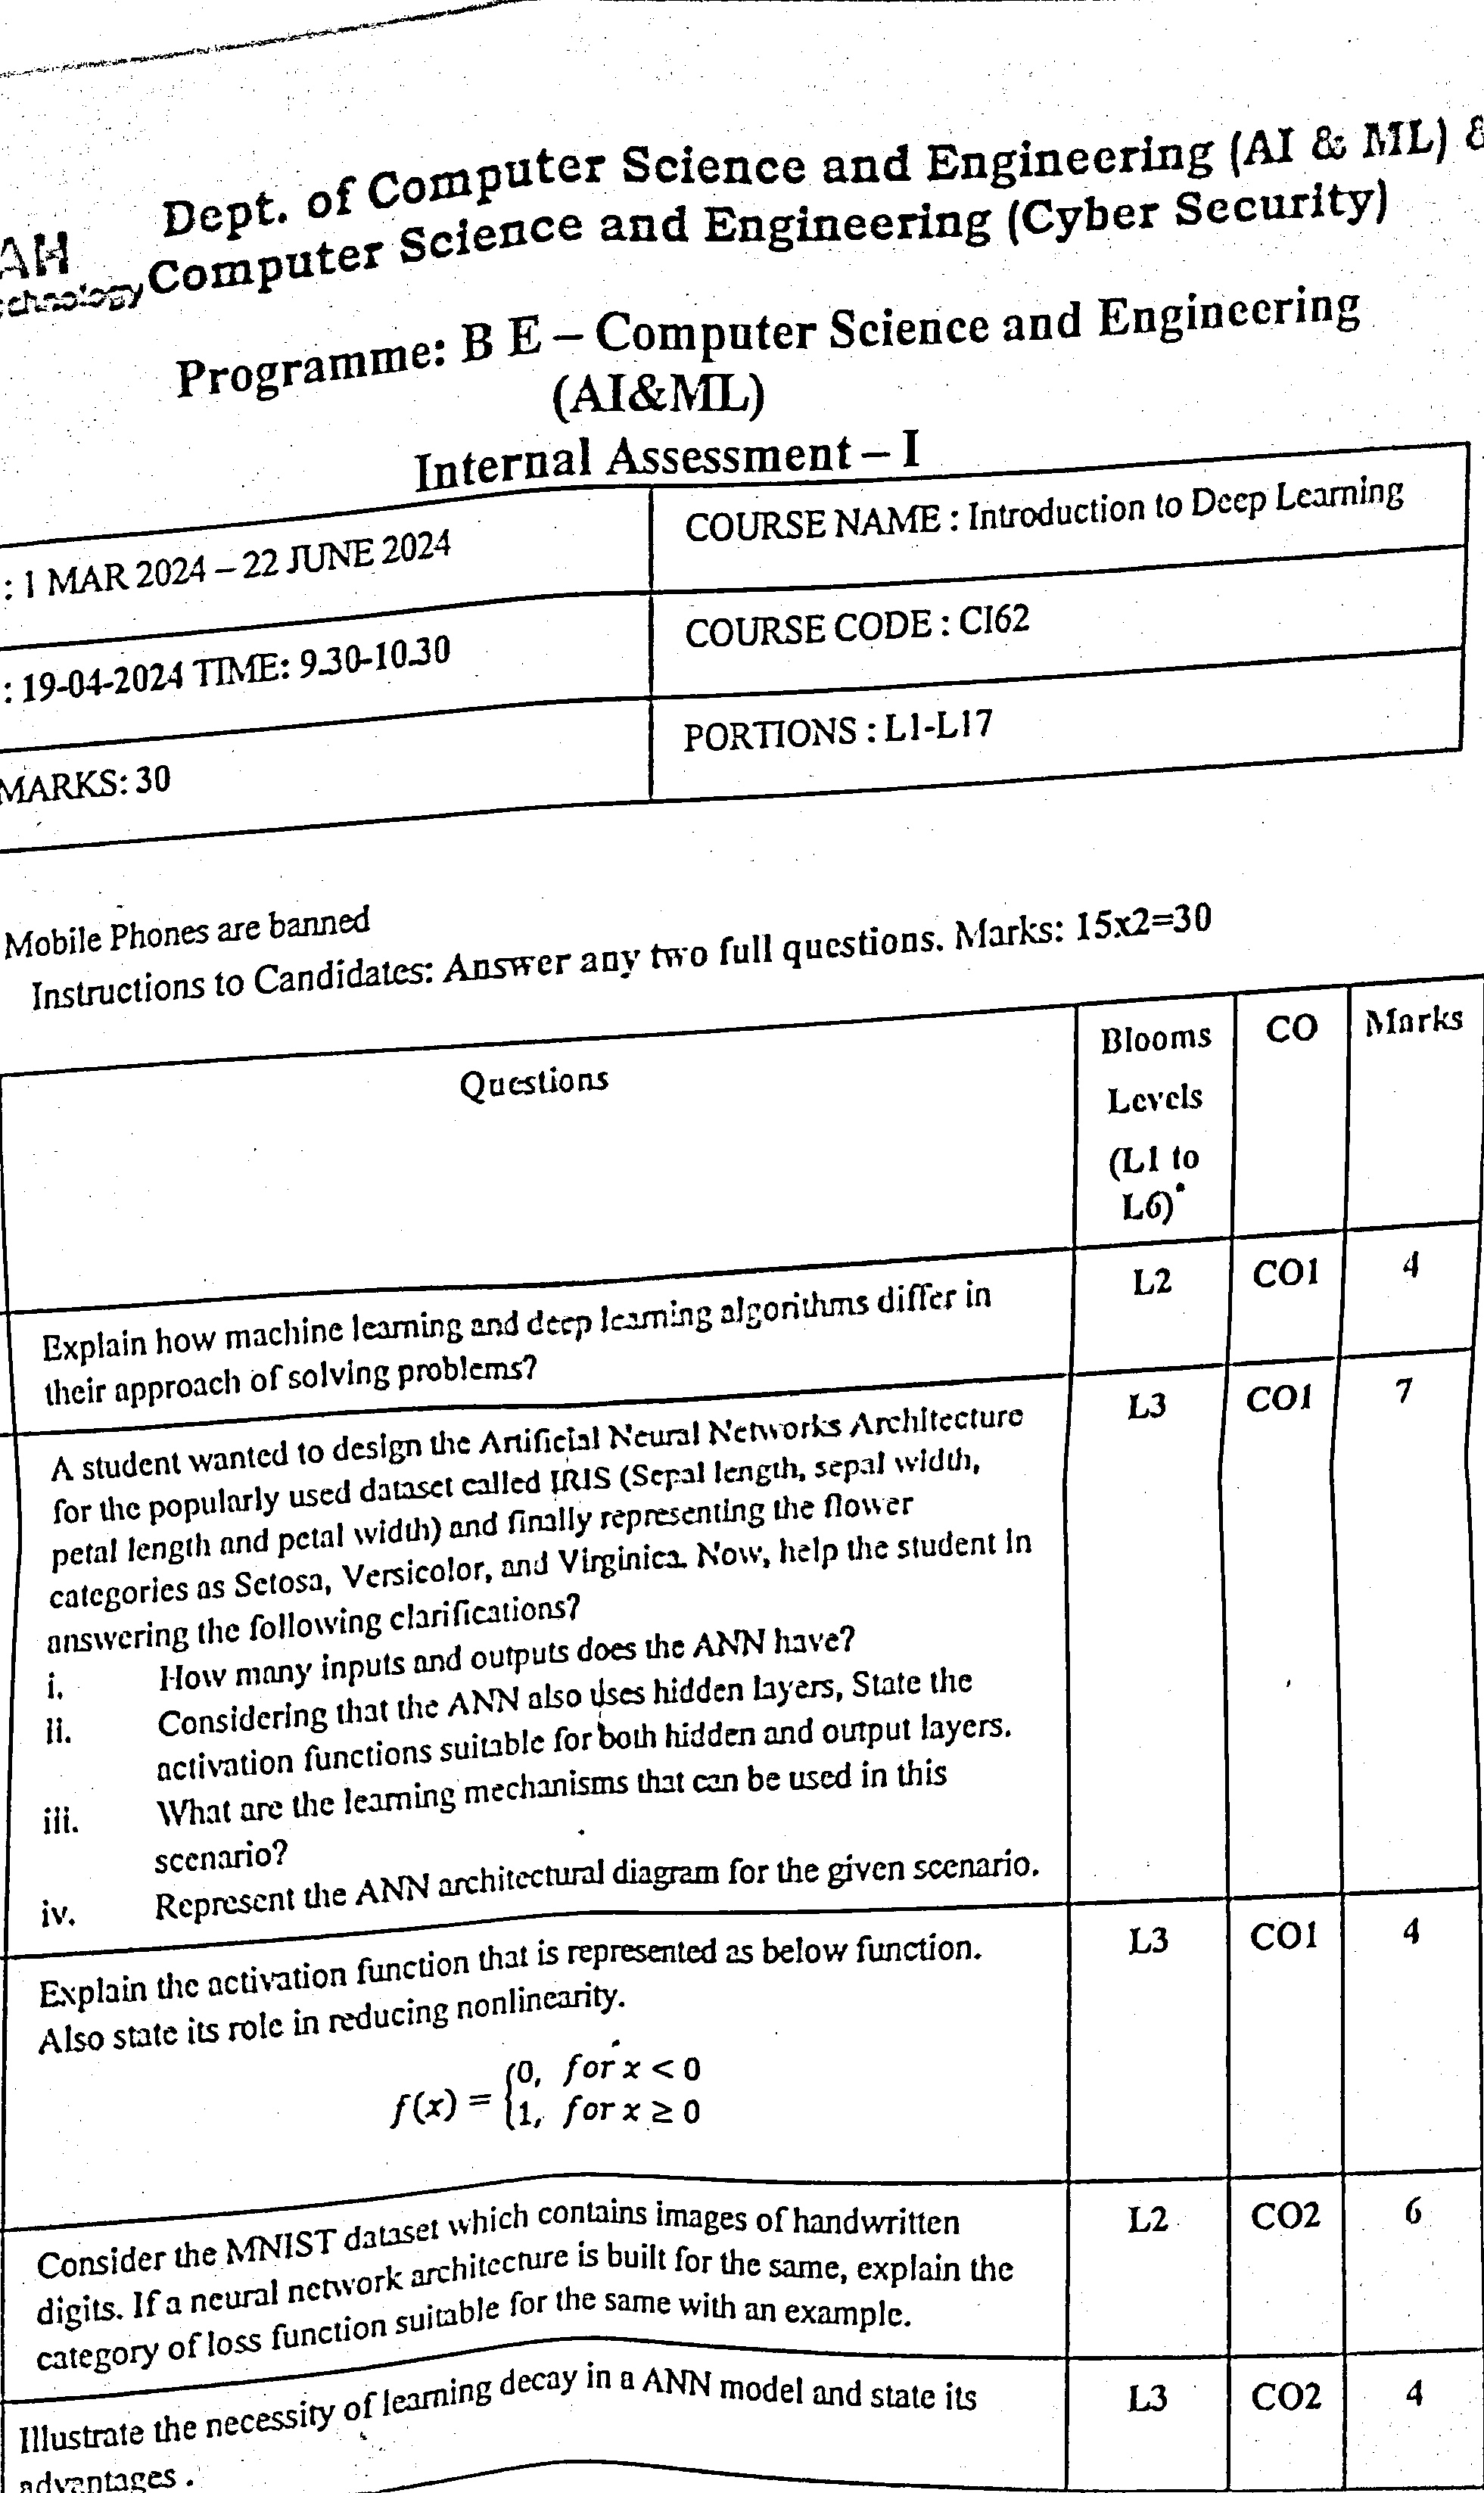 Dept. of Computer Science and Engineering (AI & ML) &
AH
chnology Computer Science and Engineering (Cyber Security)
Programme: B E – Computer Science and Engineering
(AI&ML)
Internal Assessment – I
: 1 MAR 2024 – 22 JUNE 2024 COURSE NAME : Introduction to Deep Learning
: 19-04-2024 TIME: 9.30-10.30 COURSE CODE : CI62
MARKS: 30 PORTIONS : L1-L17
Mobile Phones are banned
Instructions to Candidates: Answer any two full questions. Marks: 15x2=30
Questions Blooms Levels (L1 to L6)* CO Marks
Explain how machine learning and deep learning algorithms differ in L2 CO1 4
their approach of solving problems?
A student wanted to design the Artificial Neural Networks Architecture L3 CO1 7
for the popularly used dataset called IRIS (Sepal length, sepal width,
petal length and petal width) and finally representing the flower
categories as Setosa, Versicolor, and Virginica. Now, help the student in
answering the following clarifications?
i. How many inputs and outputs does the ANN have?
ii. Considering that the ANN also uses hidden layers, State the
activation functions suitable for both hidden and output layers.
iii. What are the learning mechanisms that can be used in this
scenario?
iv. Represent the ANN architectural diagram for the given scenario.
Explain the activation function that is represented as below function. L3 CO1 4
Also state its role in reducing nonlinearity.
f(x) = {0, for x < 0
1, for x ≥ 0
Consider the MNIST dataset which contains images of handwritten L2 CO2 6
digits. If a neural network architecture is built for the same, explain the
category of loss function suitable for the same with an example.
Illustrate the necessity of learning decay in a ANN model and state its L3 CO2 4
advantages .